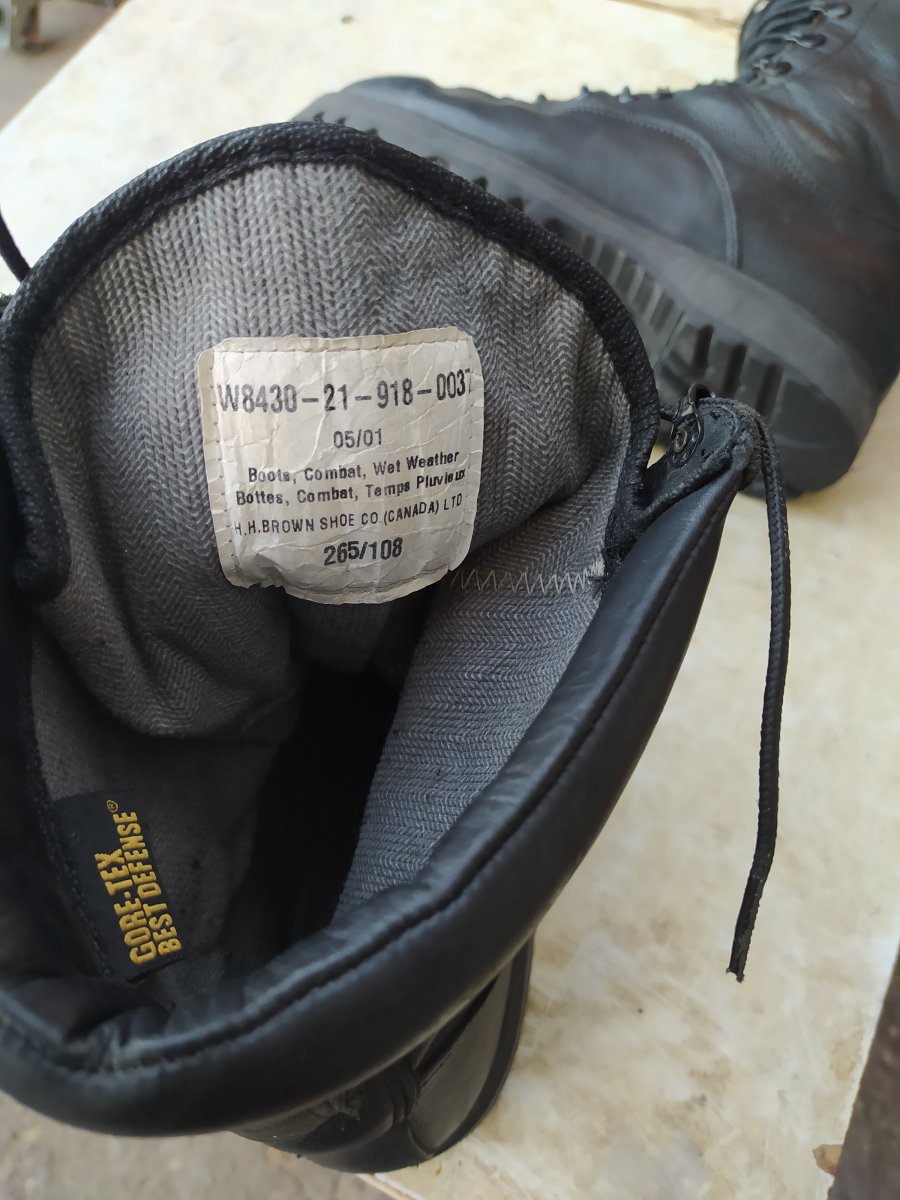 W8430-21-918-0037
05/01
Boots, Combat, Wet Weather
Bottes, Combat, Temps Pluvieux
H.H.BROWN SHOE CO.(CANADA) LTD
265/108
GORE-TEX®
BEST DEFENSE